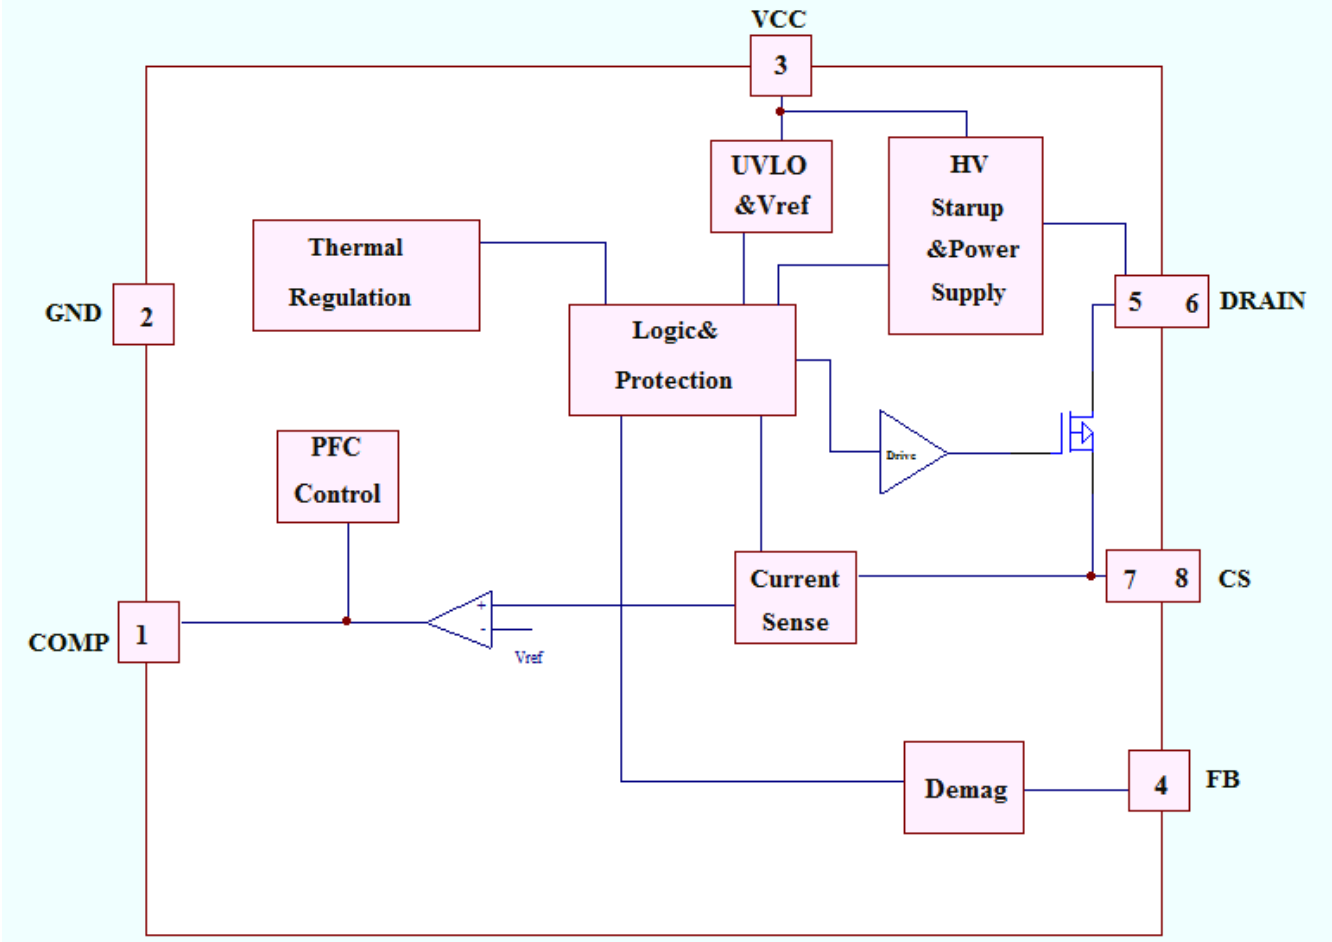 VCC
3
UVLO
&Vref
HV
Starup
&Power
Supply
Thermal
Regulation
GND
2
5 6
DRAIN
Logic&
Protection
PFC
Control
Drive
Current
Sense
7 8
CS
COMP
1
+
-
Vref
Demag
4
FB